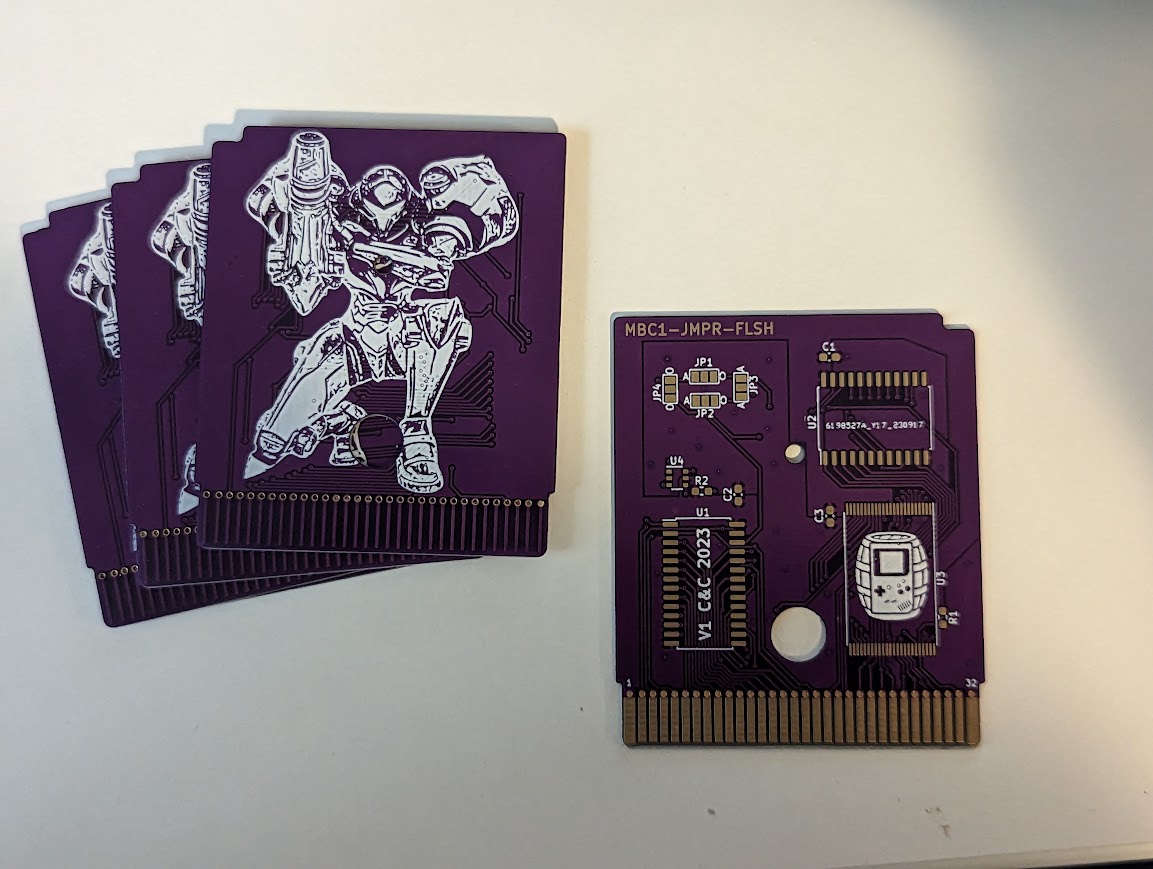 MBC1-JMPR-FLSH
C1
JP1
A O
JP4
O
O
A
JP3
A
A O
JP2
U2
6198527A_Y17_230917
U4
R2
C2
C3
U1
V1 C&C 2023
U3
R1
1
32